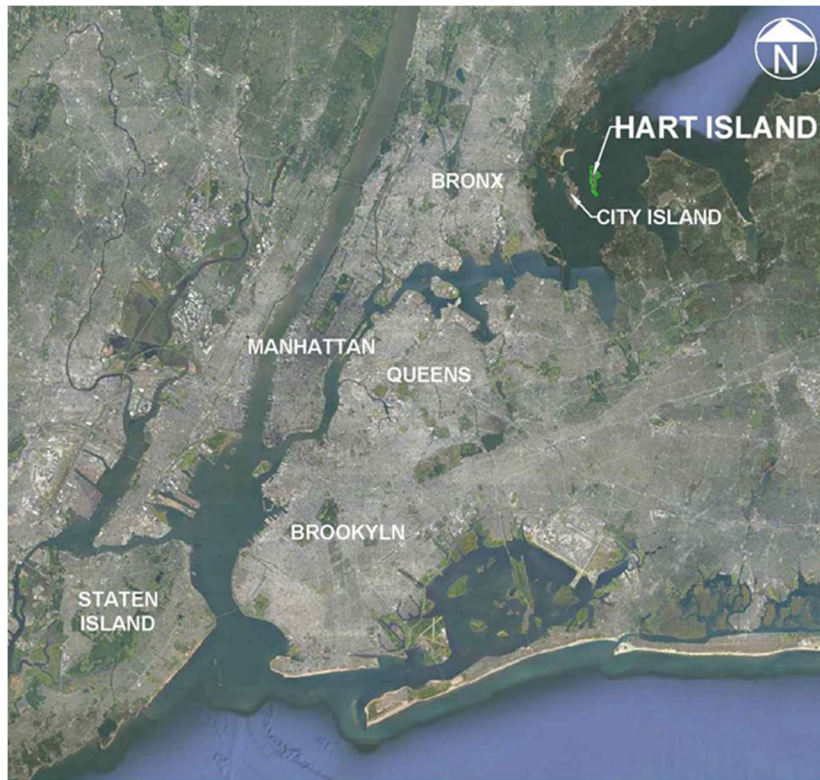 N
HART ISLAND
BRONX
CITY ISLAND
MANHATTAN
QUEENS
BROOKYLN
STATEN
ISLAND